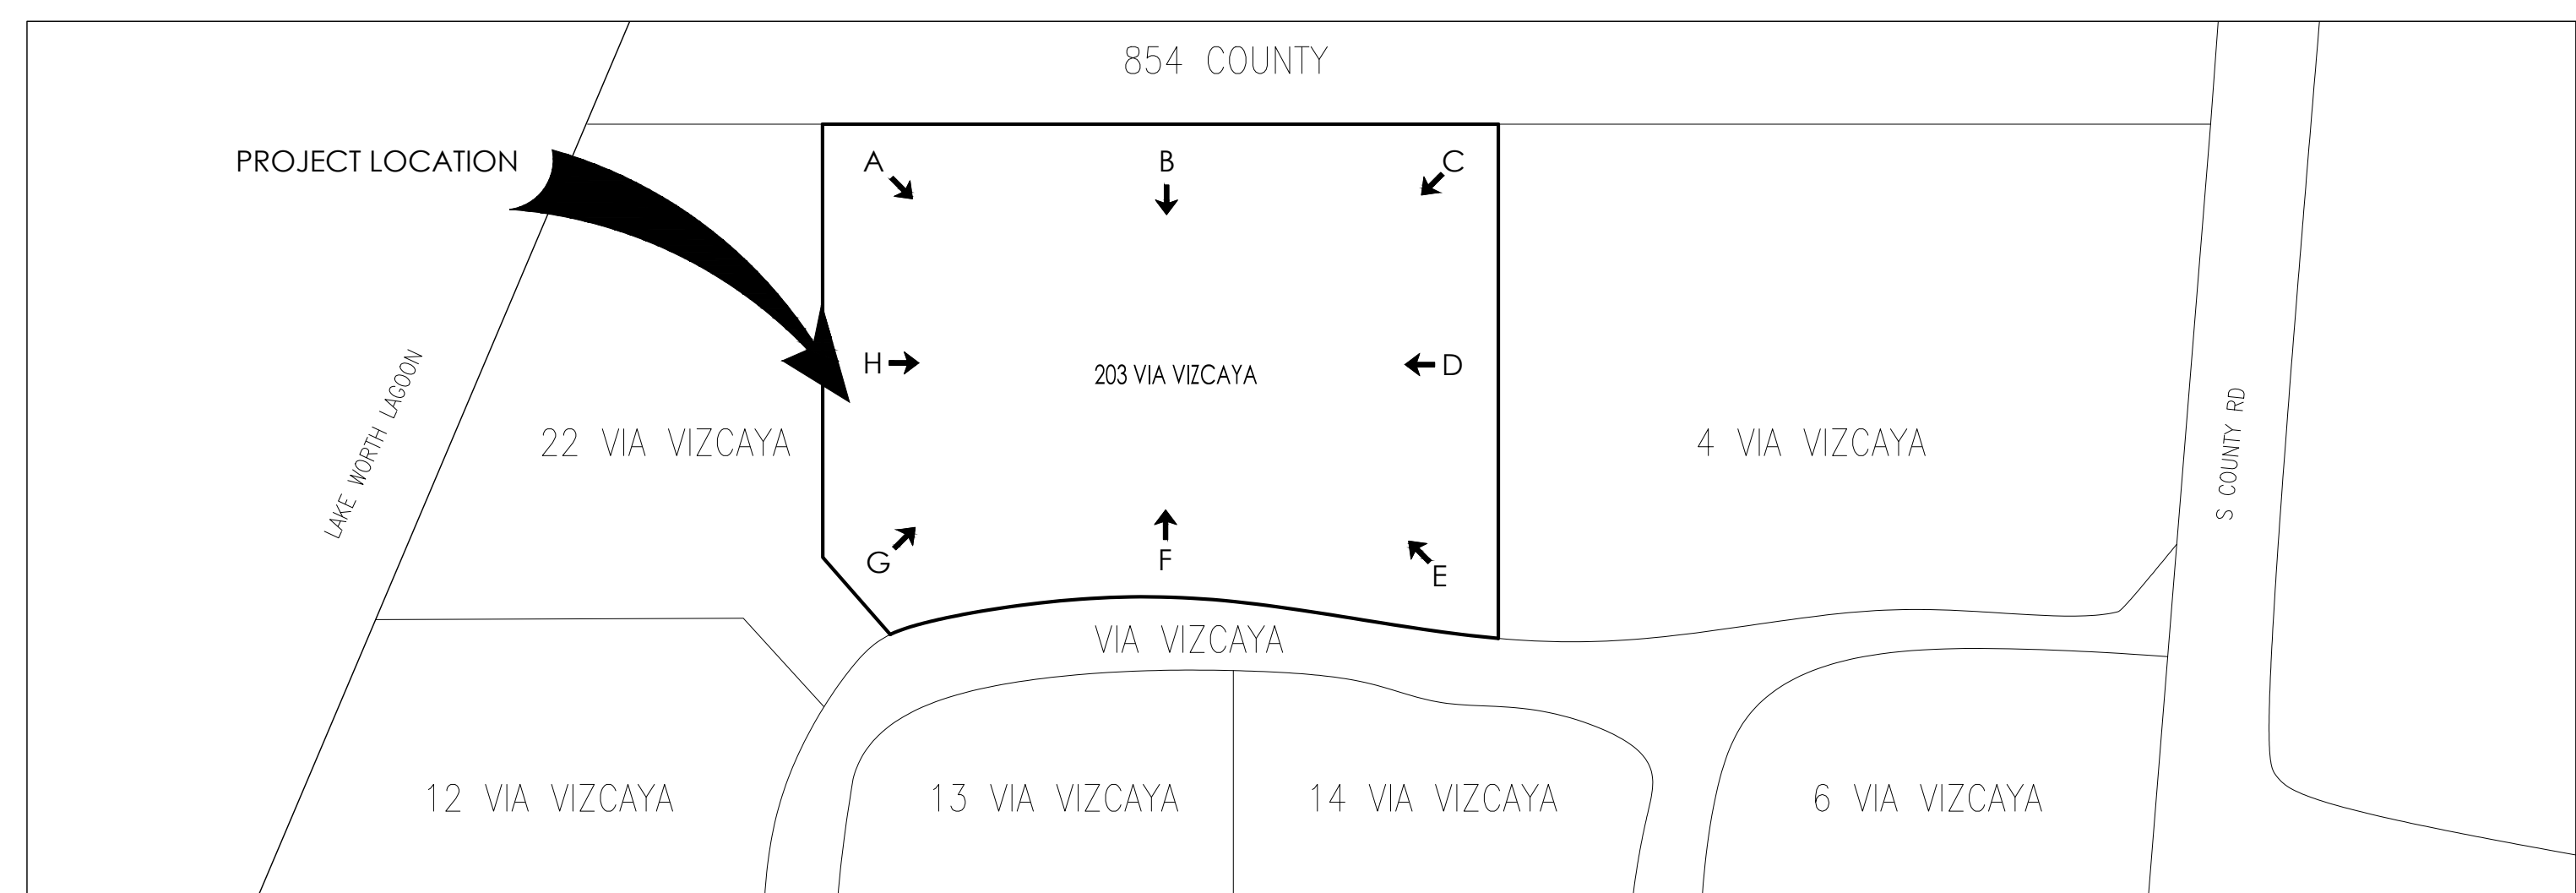 854 COUNTY
PROJECT LOCATION
A
B
C
H
203 VIA VIZCAYA
D
LAKE WORTH LAGOON
22 VIA VIZCAYA
4 VIA VIZCAYA
S COUNTY RD
G
F
E
VIA VIZCAYA
12 VIA VIZCAYA
13 VIA VIZCAYA
14 VIA VIZCAYA
6 VIA VIZCAYA